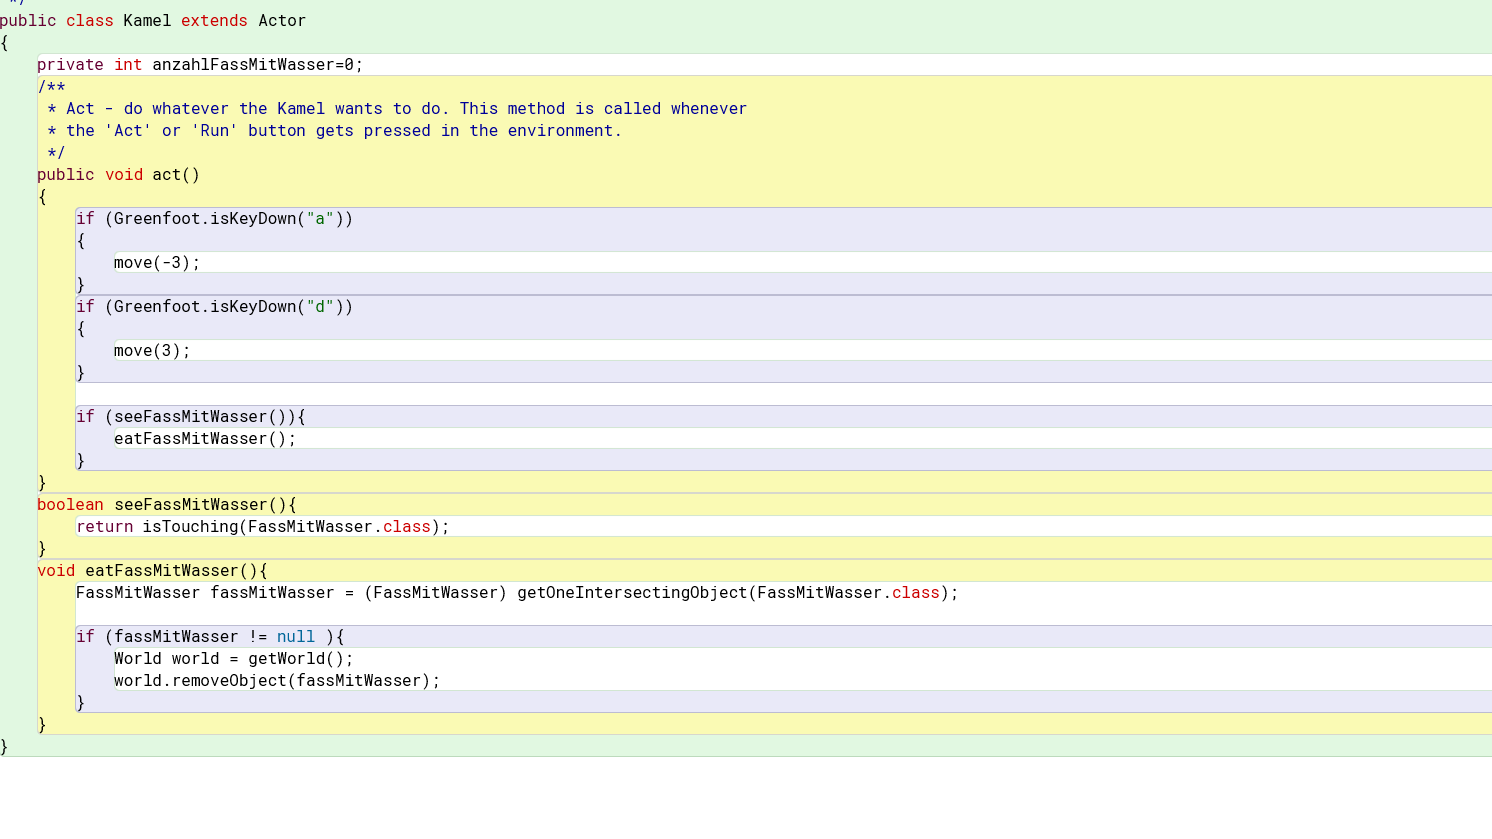 */
public class Kamel extends Actor
{
    private int anzahlFassMitWasser=0;
    /**
     * Act - do whatever the Kamel wants to do. This method is called whenever
     * the 'Act' or 'Run' button gets pressed in the environment.
     */
    public void act()
    {
        if (Greenfoot.isKeyDown("a"))
        {
            move(-3);
        }
        if (Greenfoot.isKeyDown("d"))
        {
            move(3);
        }

        if (seeFassMitWasser()){
            eatFassMitWasser();
        }
    }
    boolean seeFassMitWasser(){
        return isTouching(FassMitWasser.class);
    }
    void eatFassMitWasser(){
        FassMitWasser fassMitWasser = (FassMitWasser) getOneIntersectingObject(FassMitWasser.class);

        if (fassMitWasser != null ){
            World world = getWorld();
            world.removeObject(fassMitWasser);
        }
    }
}